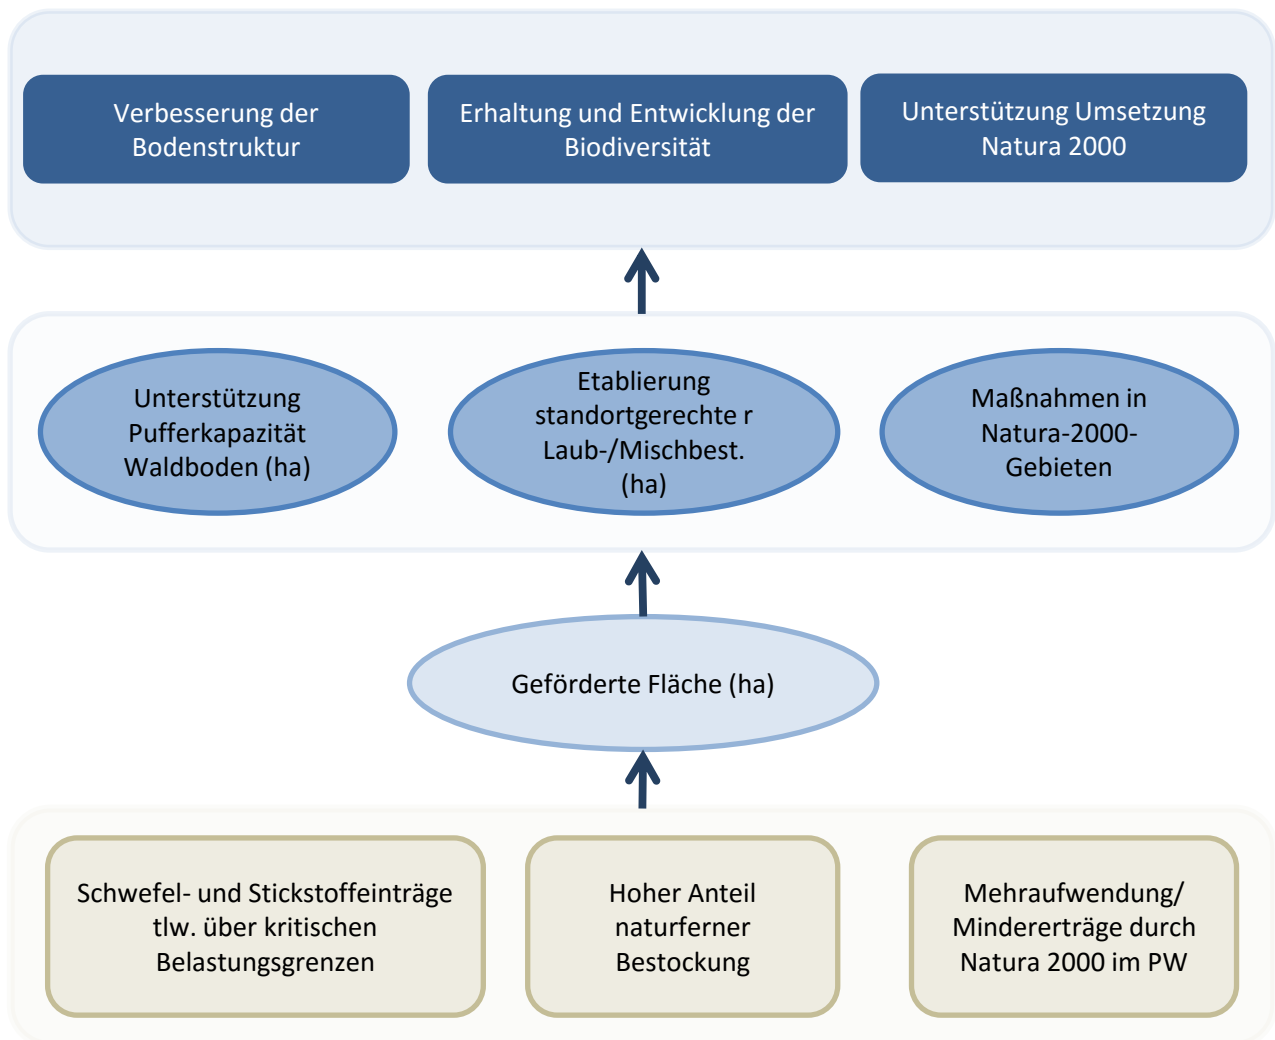 Verbesserung der
Bodenstruktur
Erhaltung und Entwicklung der
Biodiversität
Unterstützung Umsetzung
Natura 2000
Unterstützung
Pufferkapazität
Waldboden (ha)
Etablierung
standortgerechte r
Laub-/Mischbest.
(ha)
Maßnahmen in
Natura-2000-
Gebieten
Geförderte Fläche (ha)
Schwefel- und Stickstoffeinträge
tlw. über kritischen
Belastungsgrenzen
Hoher Anteil
naturferner
Bestockung
Mehraufwendung/
Mindererträge durch
Natura 2000 im PW